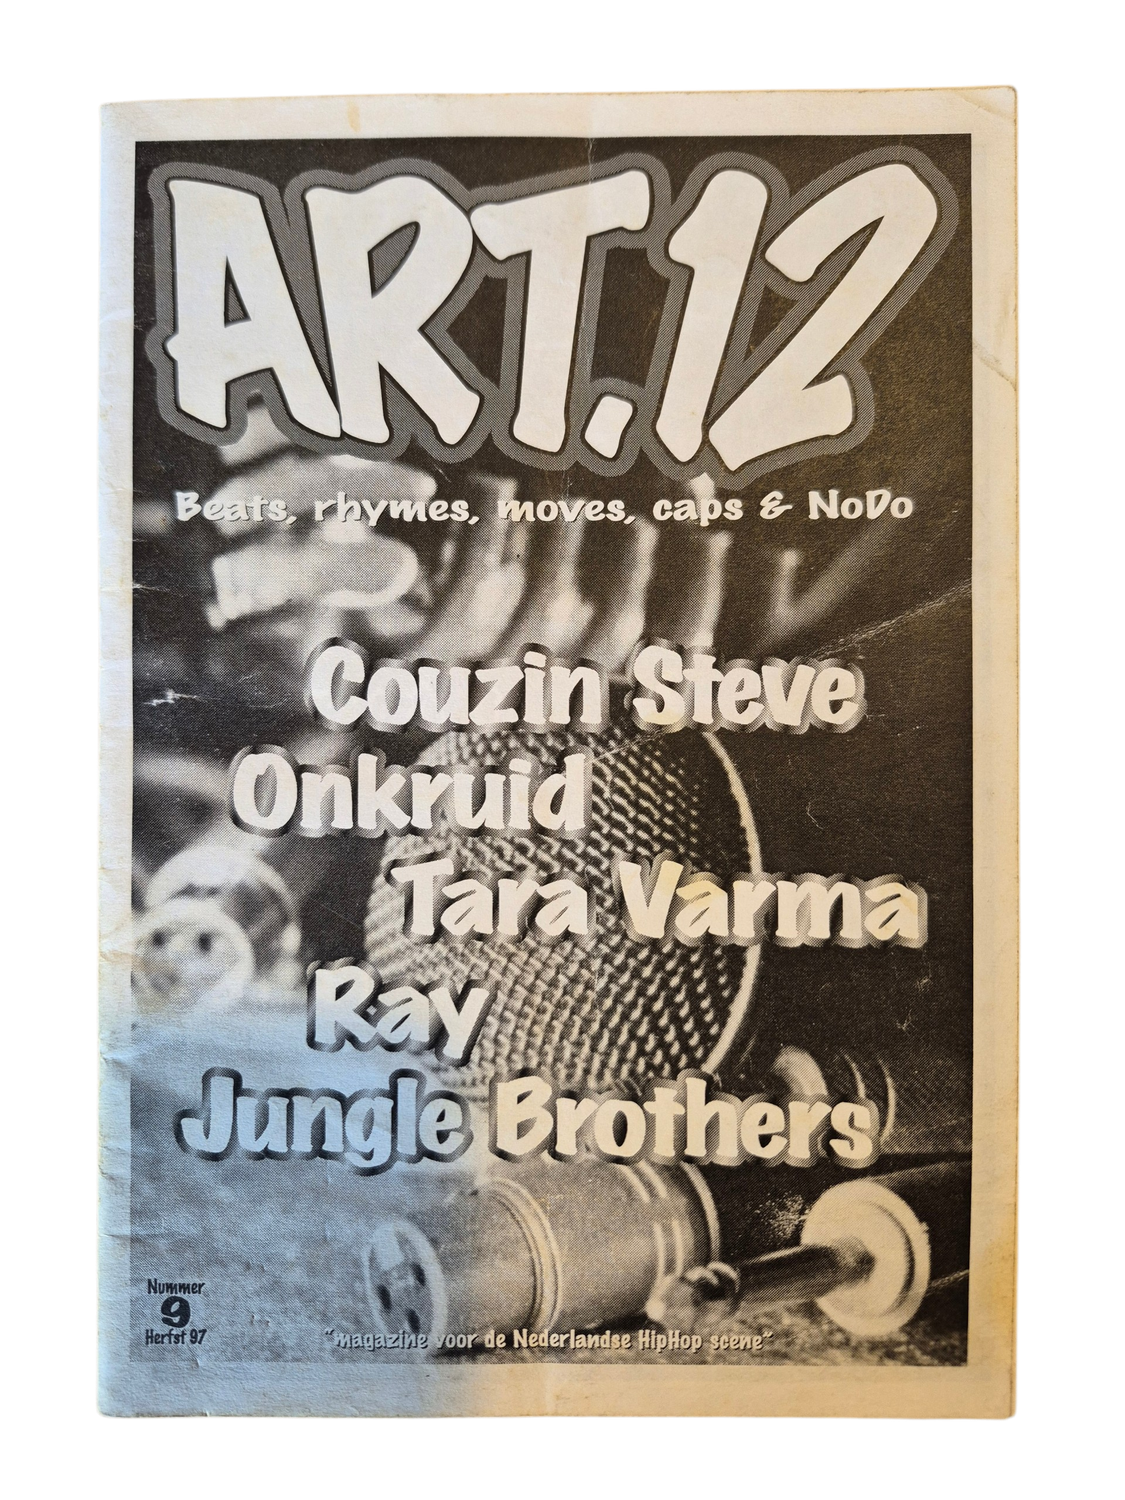 ART.12
Beats, rhymes, moves, caps & NoDo
Couzin Steve
Onkruid
Tara Varma
Ray
Jungle Brothers
Nummer
9
Herfst 97
"magazine voor de Nederlandse HipHop scene"